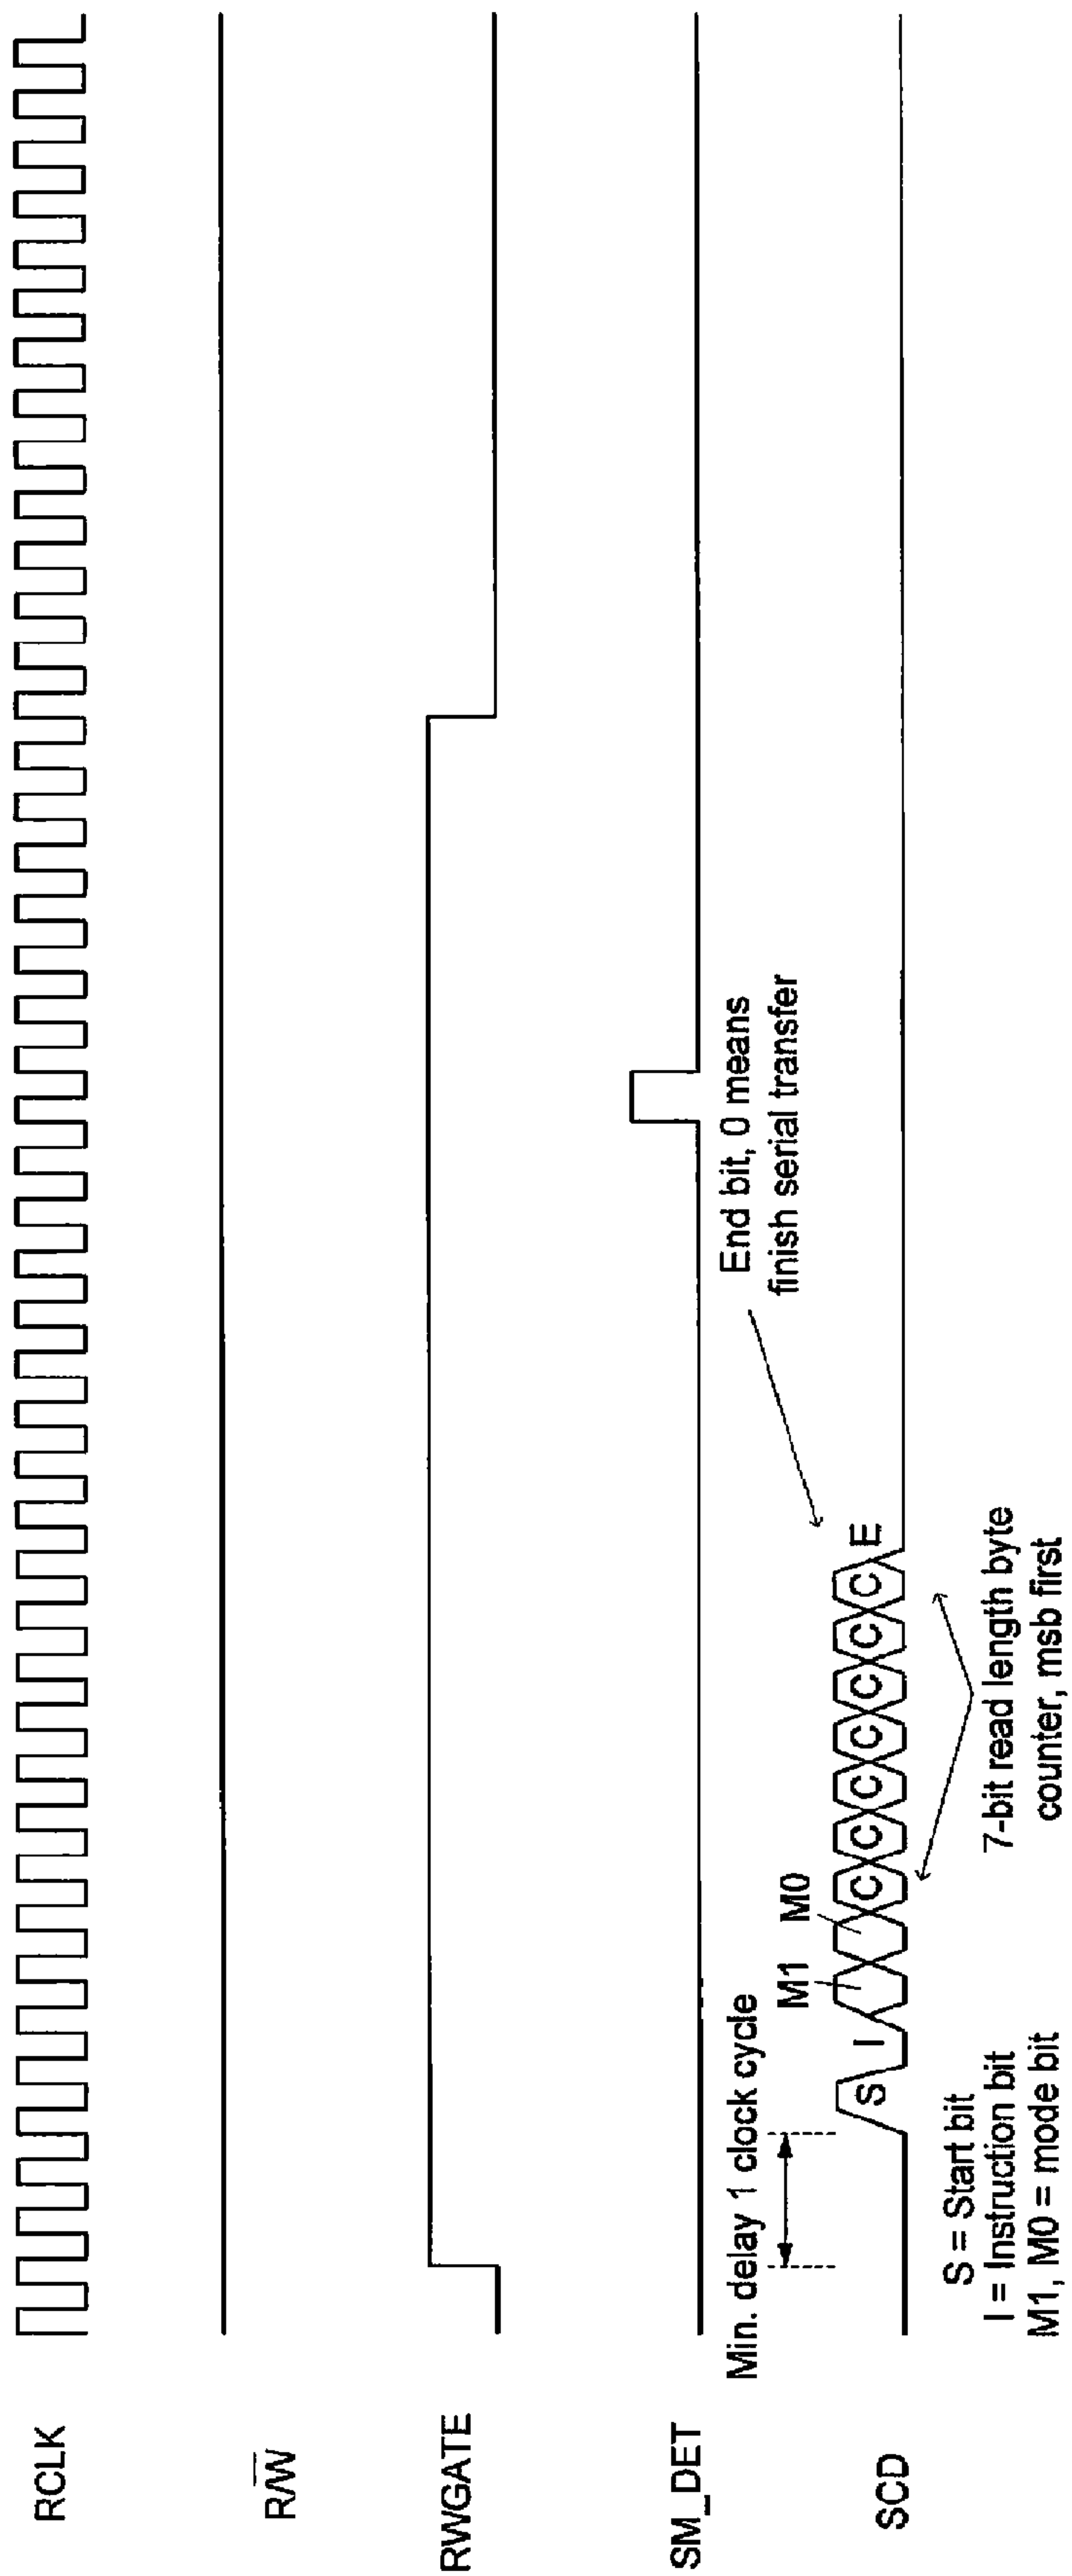 RCLK
R/W̅
RWGATE
SM_DET
End bit, 0 means
finish serial transfer
Min. delay 1 clock cycle
M1
M0
SCD
S
I
C
C
C
C
C
C
C
E
S = Start bit
I = Instruction bit
M1, M0 = mode bit
7-bit read length byte
counter, msb first